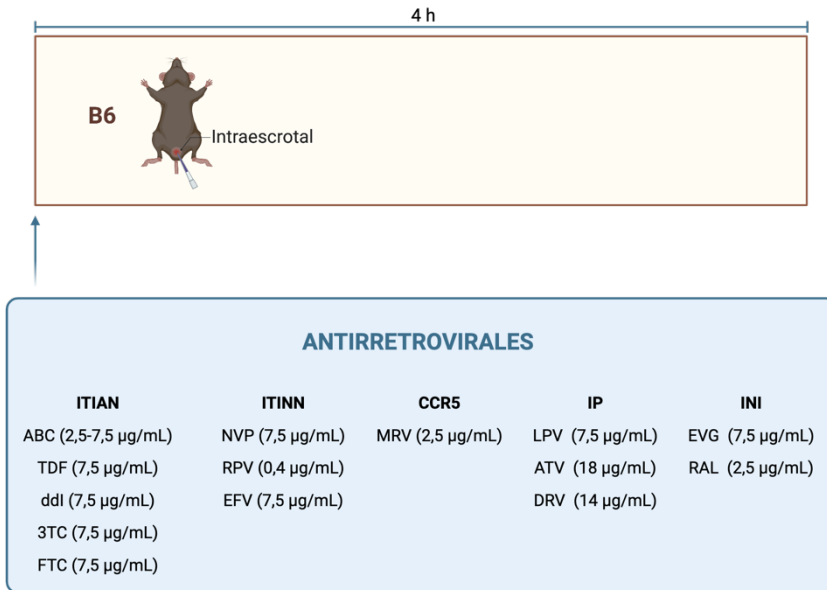 4 h
B6
Intraescrotal
ANTIRRETROVIRALES
ITIAN
ABC (2,5-7,5 µg/mL)
TDF (7,5 µg/mL)
ddI (7,5 µg/mL)
3TC (7,5 µg/mL)
FTC (7,5 µg/mL)
ITINN
NVP (7,5 µg/mL)
RPV (0,4 µg/mL)
EFV (7,5 µg/mL)
CCR5
MRV (2,5 µg/mL)
IP
LPV (7,5 µg/mL)
ATV (18 µg/mL)
DRV (14 µg/mL)
INI
EVG (7,5 µg/mL)
RAL (2,5 µg/mL)